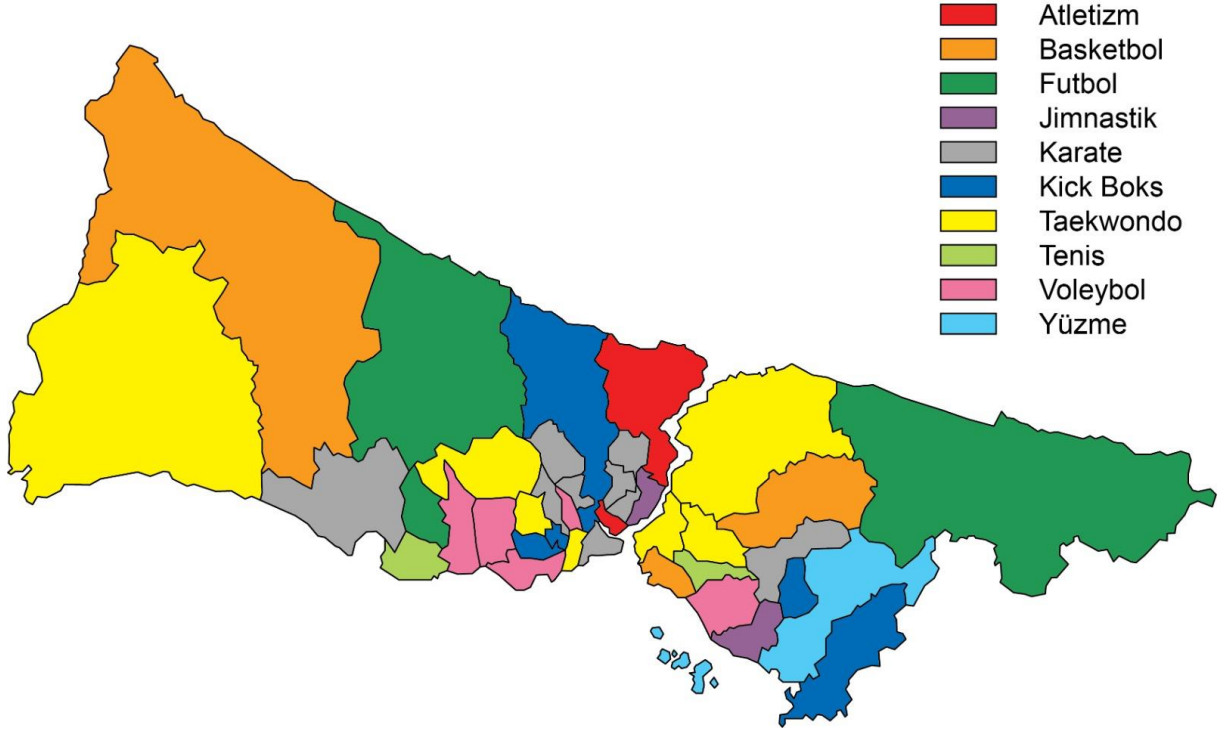 Atletizm
Basketbol
Futbol
Jimnastik
Karate
Kick Boks
Taekwondo
Tenis
Voleybol
Yüzme